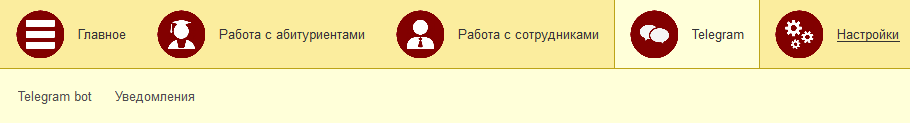 Главное Работа с абитуриентами Работа с сотрудниками Telegram Настройки
Telegram bot Уведомления